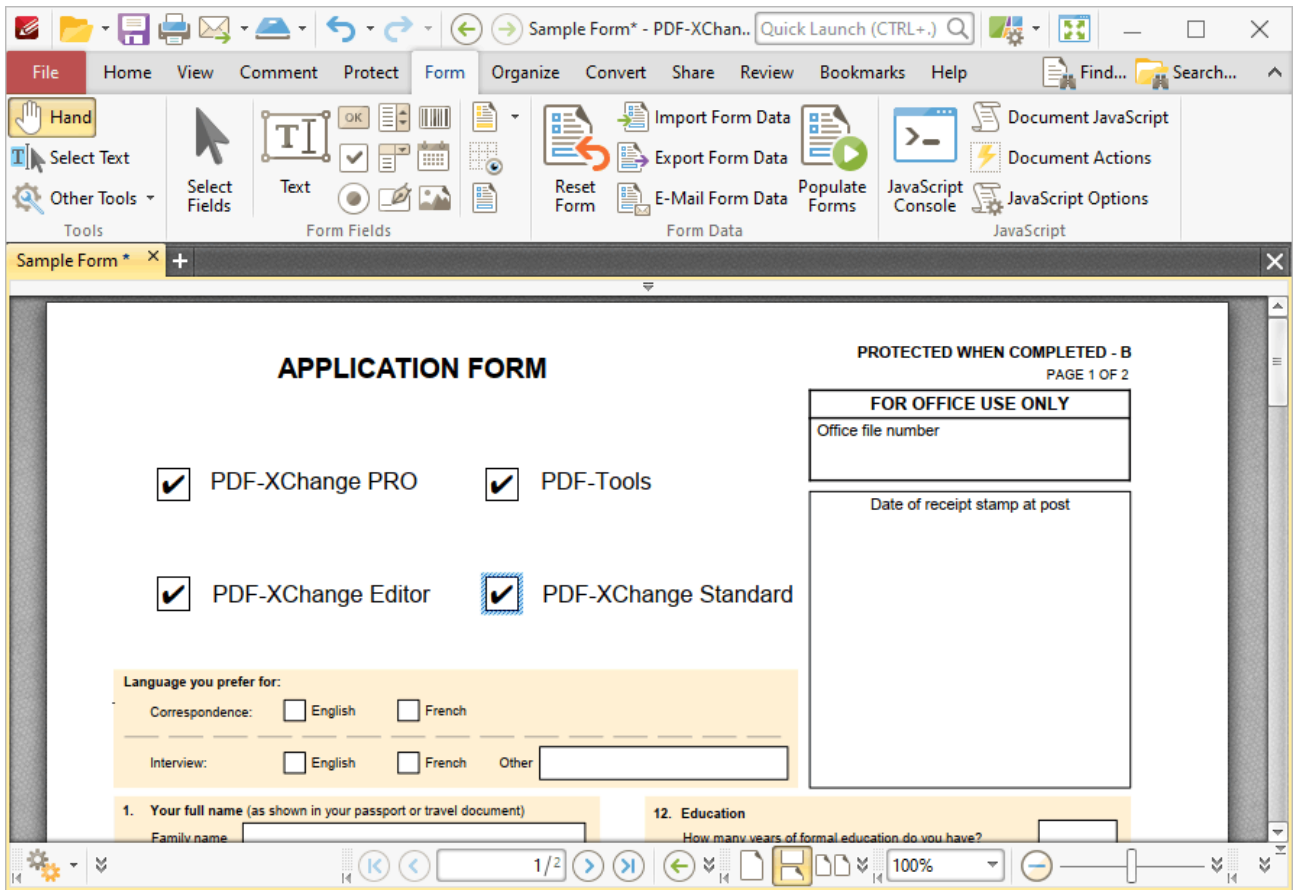 Sample Form* - PDF-XChan..
Quick Launch (CTRL+.)
File Home View Comment Protect Form Organize Convert Share Review Bookmarks Help Find... Search...
Hand
Select Text
Other Tools
Tools
Select Fields
Text
OK
Form Fields
Reset Form
Import Form Data
Export Form Data
E-Mail Form Data
Populate Forms
Form Data
JavaScript Console
Document JavaScript
Document Actions
JavaScript Options
JavaScript
Sample Form *
APPLICATION FORM
PROTECTED WHEN COMPLETED - B
PAGE 1 OF 2
FOR OFFICE USE ONLY
Office file number
Date of receipt stamp at post
PDF-XChange PRO
PDF-Tools
PDF-XChange Editor
PDF-XChange Standard
Language you prefer for:
Correspondence: English French
Interview: English French Other
1. Your full name (as shown in your passport or travel document)
Family name
12. Education
How many years of formal education do you have?
1/2
100%